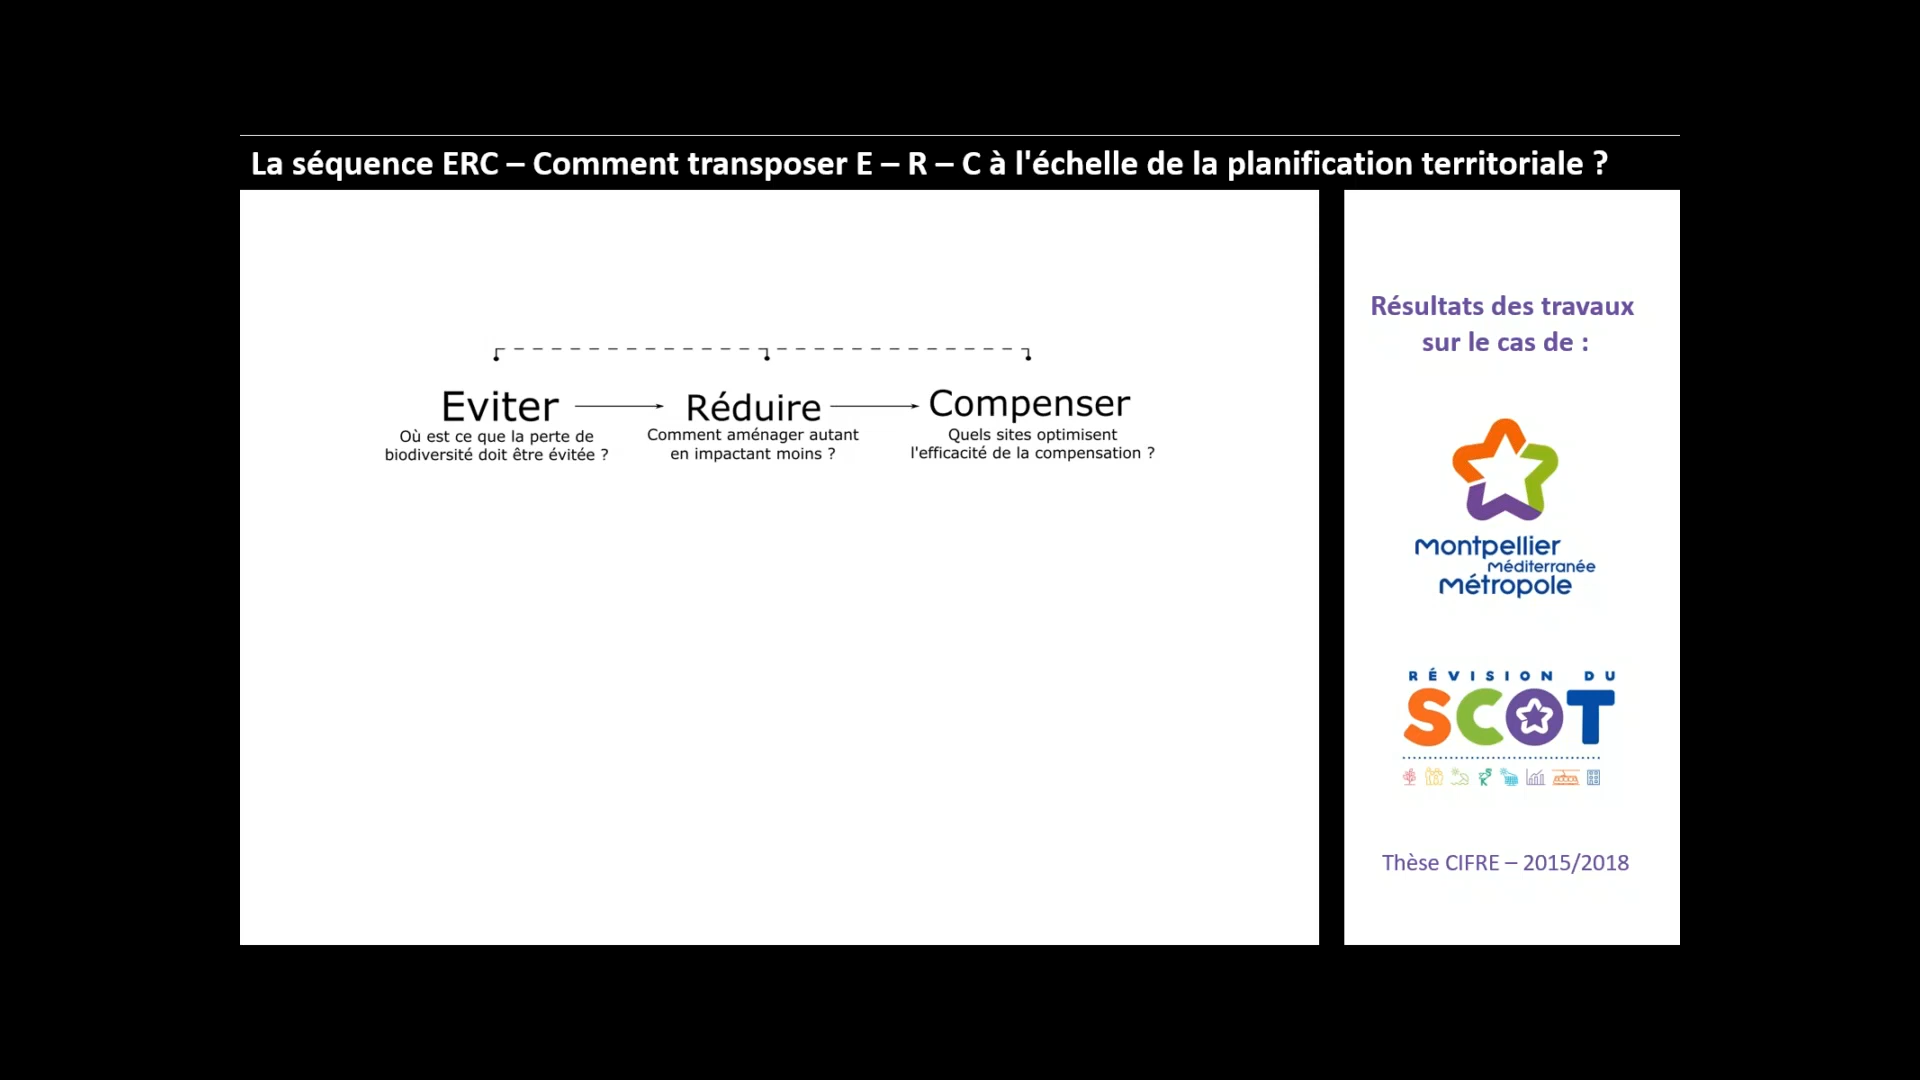 La séquence ERC – Comment transposer E – R – C à l'échelle de la planification territoriale ?
Eviter
Où est ce que la perte de
biodiversité doit être évitée ?
Réduire
Comment aménager autant
en impactant moins ?
Compenser
Quels sites optimisent
l'efficacité de la compensation ?
Résultats des travaux
sur le cas de :
montpellier
méditerranée
métropole
RÉVISION DU
SCOT
Thèse CIFRE – 2015/2018